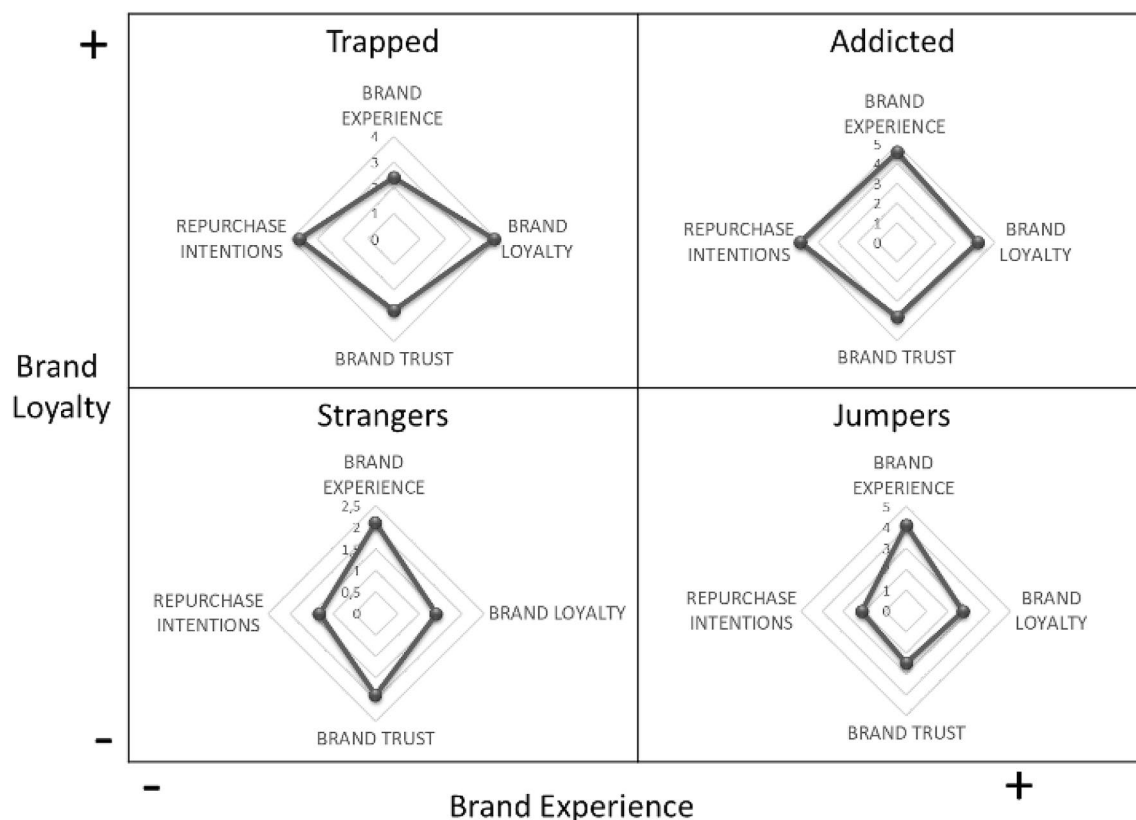 +
Trapped
BRAND
EXPERIENCE
4
3
2
1
0
REPURCHASE
INTENTIONS
BRAND
LOYALTY
BRAND TRUST
Addicted
BRAND
EXPERIENCE
5
4
3
2
1
0
REPURCHASE
INTENTIONS
BRAND
LOYALTY
BRAND TRUST
Brand
Loyalty
Strangers
BRAND
EXPERIENCE
2,5
2
1,5
1
0,5
0
REPURCHASE
INTENTIONS
BRAND LOYALTY
BRAND TRUST
Jumpers
BRAND
EXPERIENCE
5
4
3
1
0
REPURCHASE
INTENTIONS
BRAND
LOYALTY
BRAND TRUST
-
-
Brand Experience
+